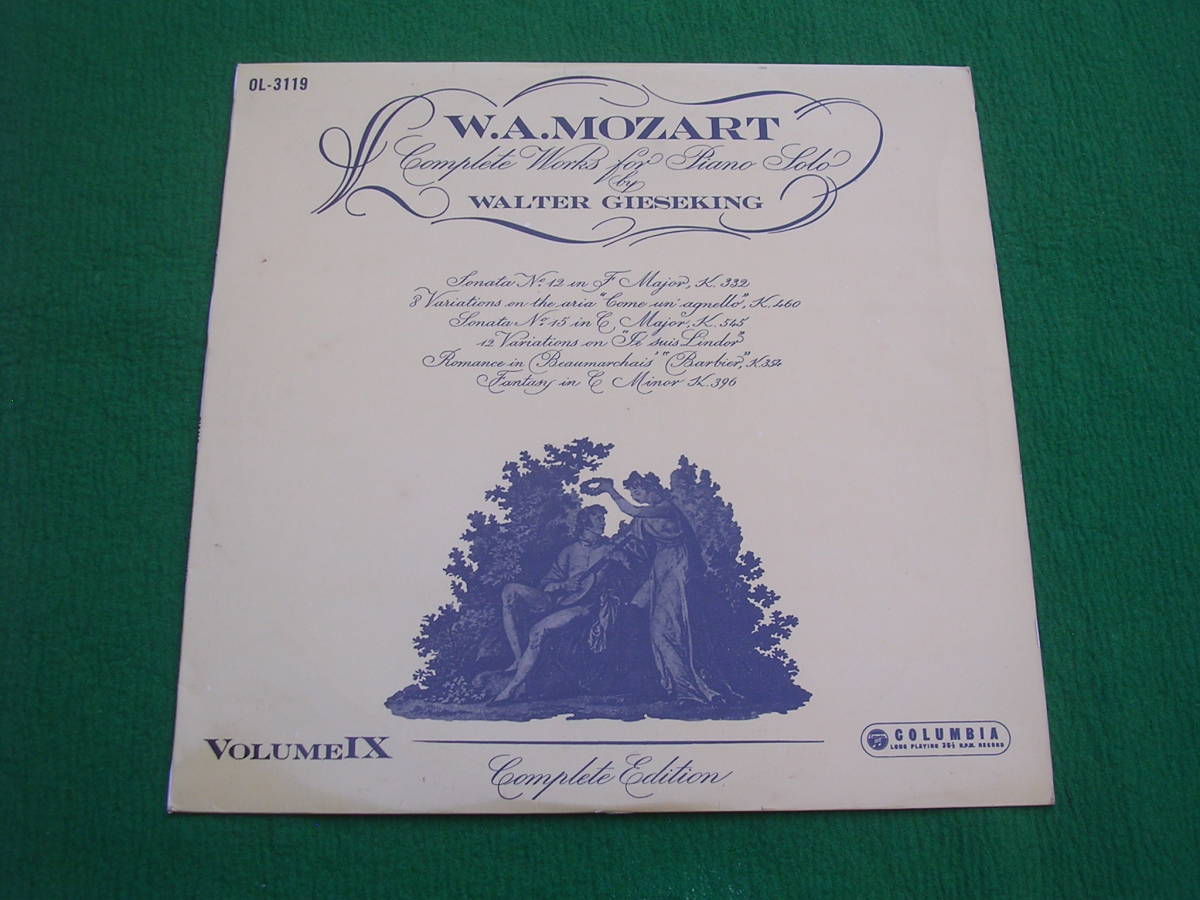 OL-3119
W.A.MOZART
Complete Works for Piano Solo
by
WALTER GIESEKING
Sonata No. 12 in F Major, K. 332
8 Variations on the aria "Come un' agnello", K. 460
Sonata No. 15 in C Major, K. 545
12 Variations on "Je suis Lindor"
Romance in Beaumarchais' "Barbier", K. 354
Fantasy in C Minor K. 396
VOLUME IX
Complete Edition
COLUMBIA
LONG PLAYING 33⅓ R.P.M. RECORD